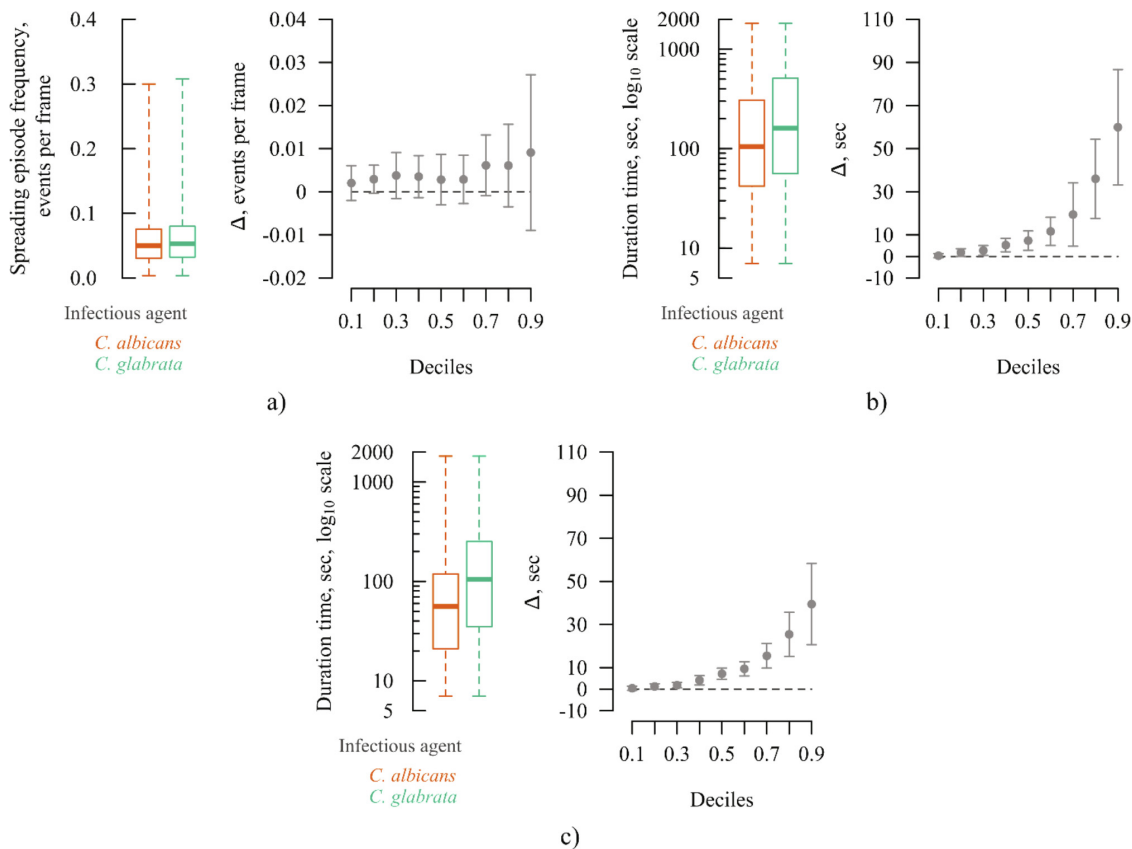 Spreading episode frequency,
events per frame
0.4
0.3
0.2
0.1
0.0
Infectious agent
C. albicans
C. glabrata
Δ, events per frame
0.04
0.03
0.02
0.01
0
-0.01
-0.02
0.1 0.3 0.5 0.7 0.9
Deciles
a)
Duration time, sec, log10 scale
2000
1000
100
10
5
Infectious agent
C. albicans
C. glabrata
Δ, sec
110
90
70
50
30
10
0
-10
0.1 0.3 0.5 0.7 0.9
Deciles
b)
Duration time, sec, log10 scale
2000
1000
100
10
5
Infectious agent
C. albicans
C. glabrata
Δ, sec
110
90
70
50
30
10
0
-10
0.1 0.3 0.5 0.7 0.9
Deciles
c)